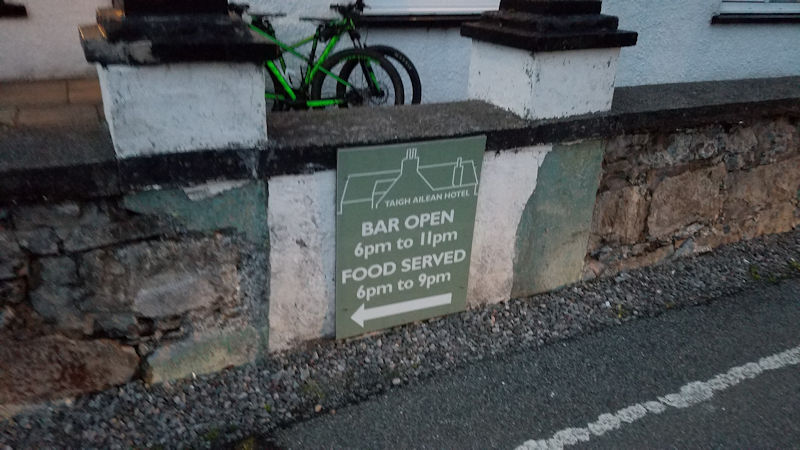 TAIGH AILEAN HOTEL
BAR OPEN
6pm to 11pm
FOOD SERVED
6pm to 9pm